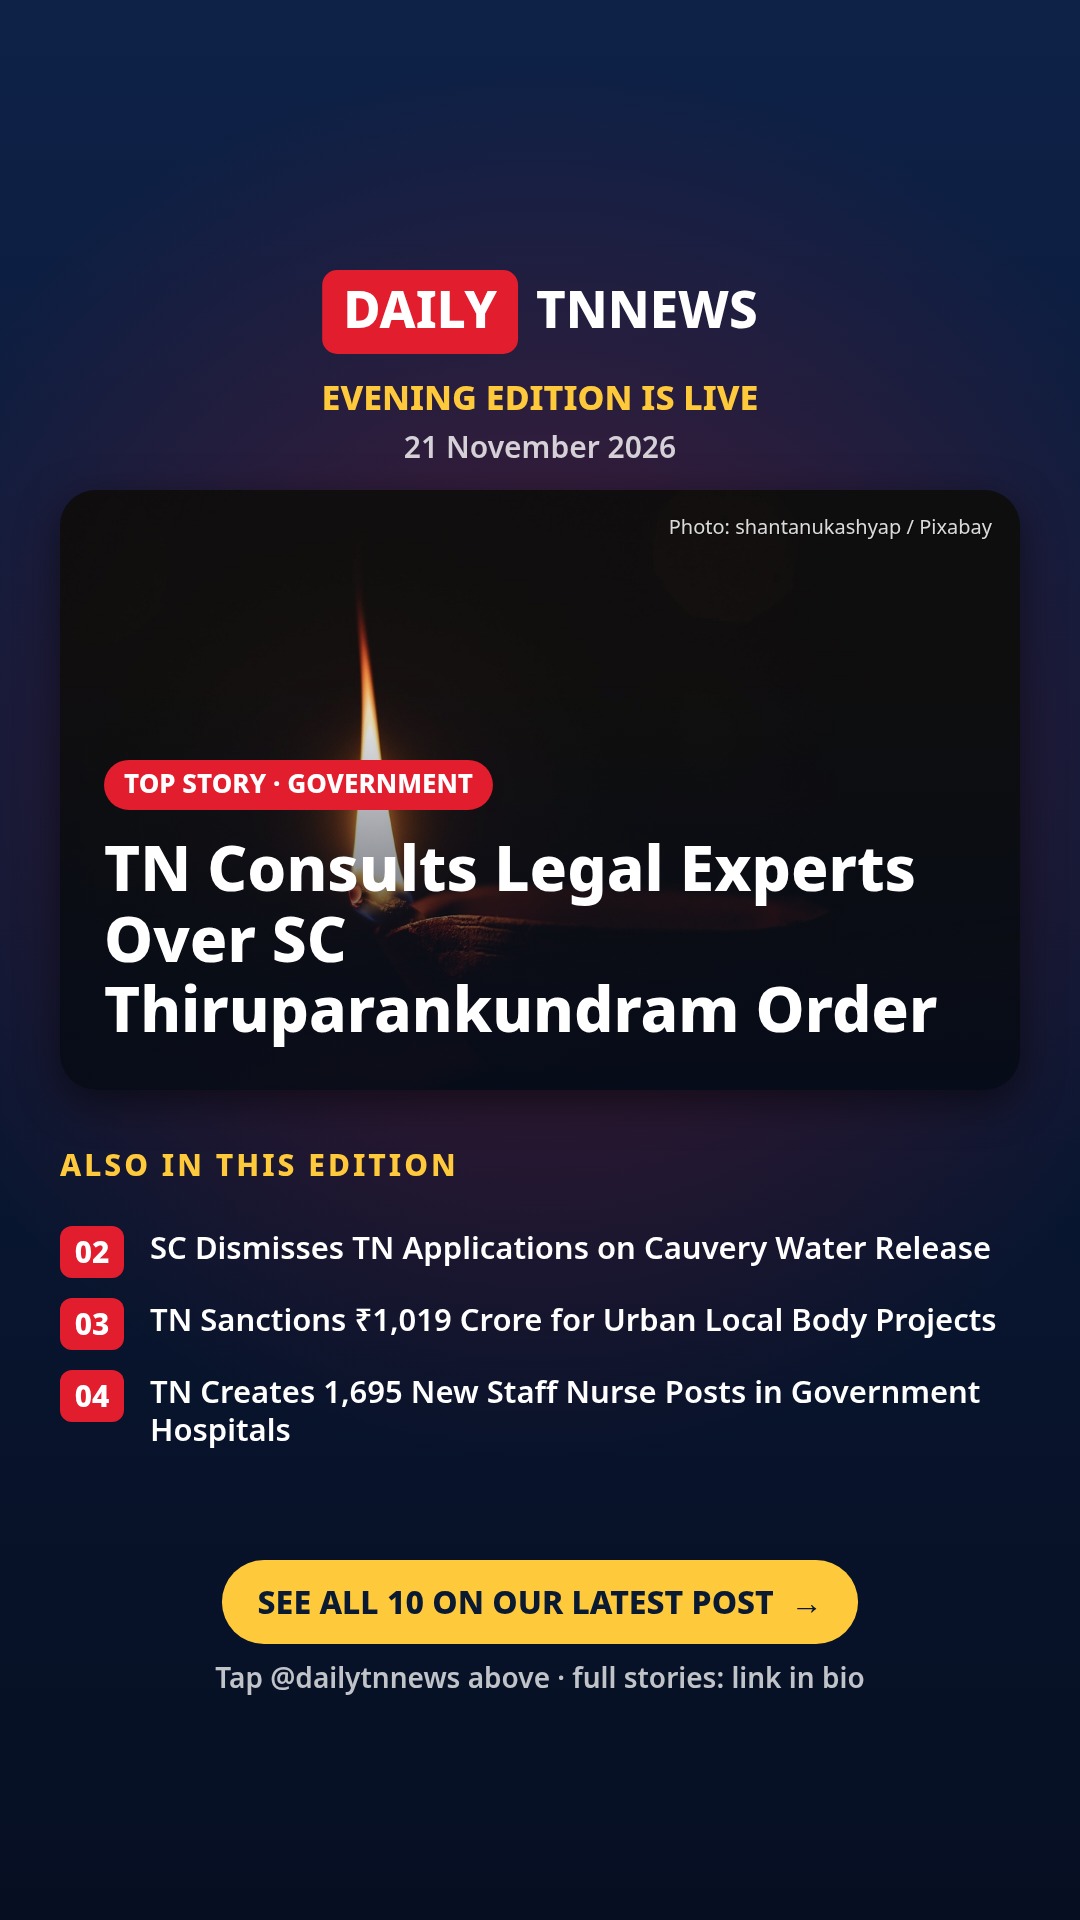 DAILY TNNEWS
EVENING EDITION IS LIVE
21 November 2026
Photo: shantanukashyap / Pixabay
TOP STORY · GOVERNMENT
TN Consults Legal Experts
Over SC
Thiruparankundram Order
ALSO IN THIS EDITION
02 SC Dismisses TN Applications on Cauvery Water Release
03 TN Sanctions ₹1,019 Crore for Urban Local Body Projects
04 TN Creates 1,695 New Staff Nurse Posts in Government
Hospitals
SEE ALL 10 ON OUR LATEST POST →
Tap @dailytnnews above · full stories: link in bio